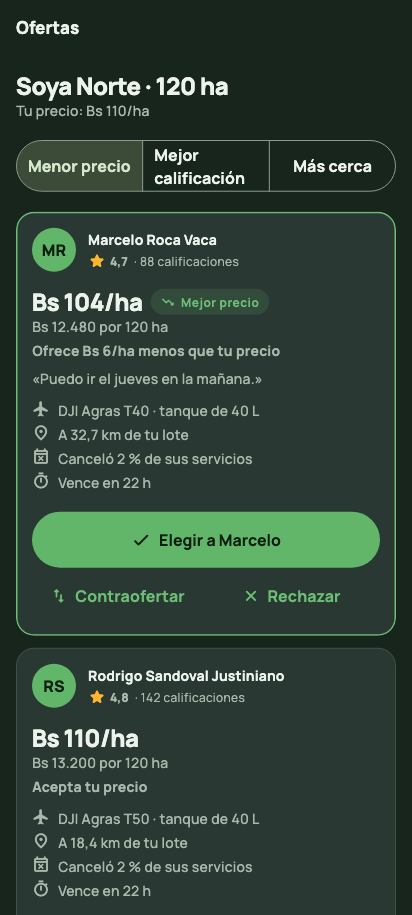 Ofertas
Soya Norte · 120 ha
Tu precio: Bs 110/ha
Menor precio
Mejor
calificación
Más cerca
MR
Marcelo Roca Vaca
4,7 · 88 calificaciones
Bs 104/ha
Mejor precio
Bs 12.480 por 120 ha
Ofrece Bs 6/ha menos que tu precio
«Puedo ir el jueves en la mañana.»
DJI Agras T40 · tanque de 40 L
A 32,7 km de tu lote
Canceló 2 % de sus servicios
Vence en 22 h
Elegir a Marcelo
Contraofertar
Rechazar
RS
Rodrigo Sandoval Justiniano
4,8 · 142 calificaciones
Bs 110/ha
Bs 13.200 por 120 ha
Acepta tu precio
DJI Agras T50 · tanque de 40 L
A 18,4 km de tu lote
Canceló 2 % de sus servicios
Vence en 22 h